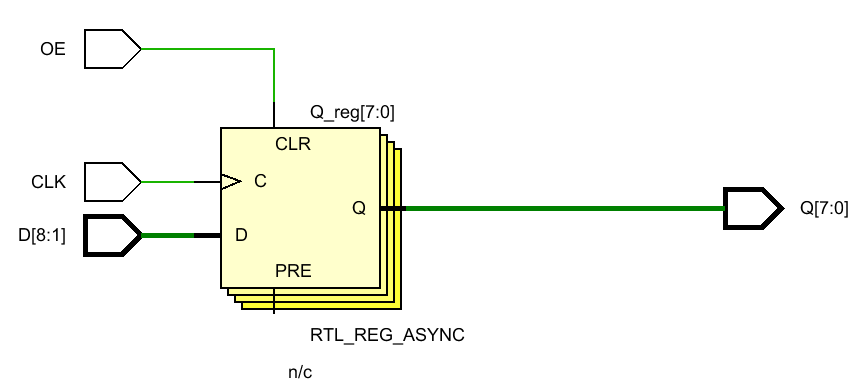 OE
Q_reg[7:0]
CLR
CLK
C
Q
Q[7:0]
D[8:1]
D
PRE
RTL_REG_ASYNC
n/c